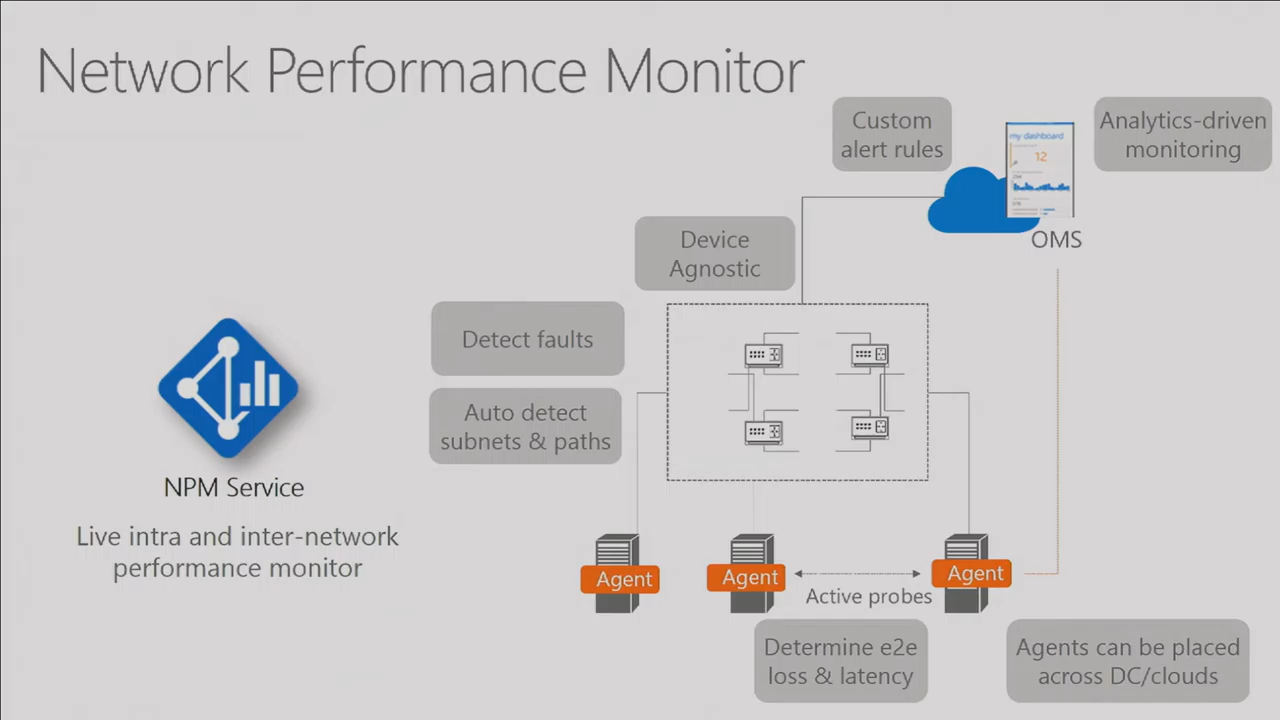 Network Performance Monitor
Custom
alert rules
my dashboard
12
Analytics-driven
monitoring
OMS
Device
Agnostic
Detect faults
Auto detect
subnets & paths
NPM Service
Live intra and inter-network
performance monitor
Agent
Agent
Agent
Active probes
Determine e2e
loss & latency
Agents can be placed
across DC/clouds